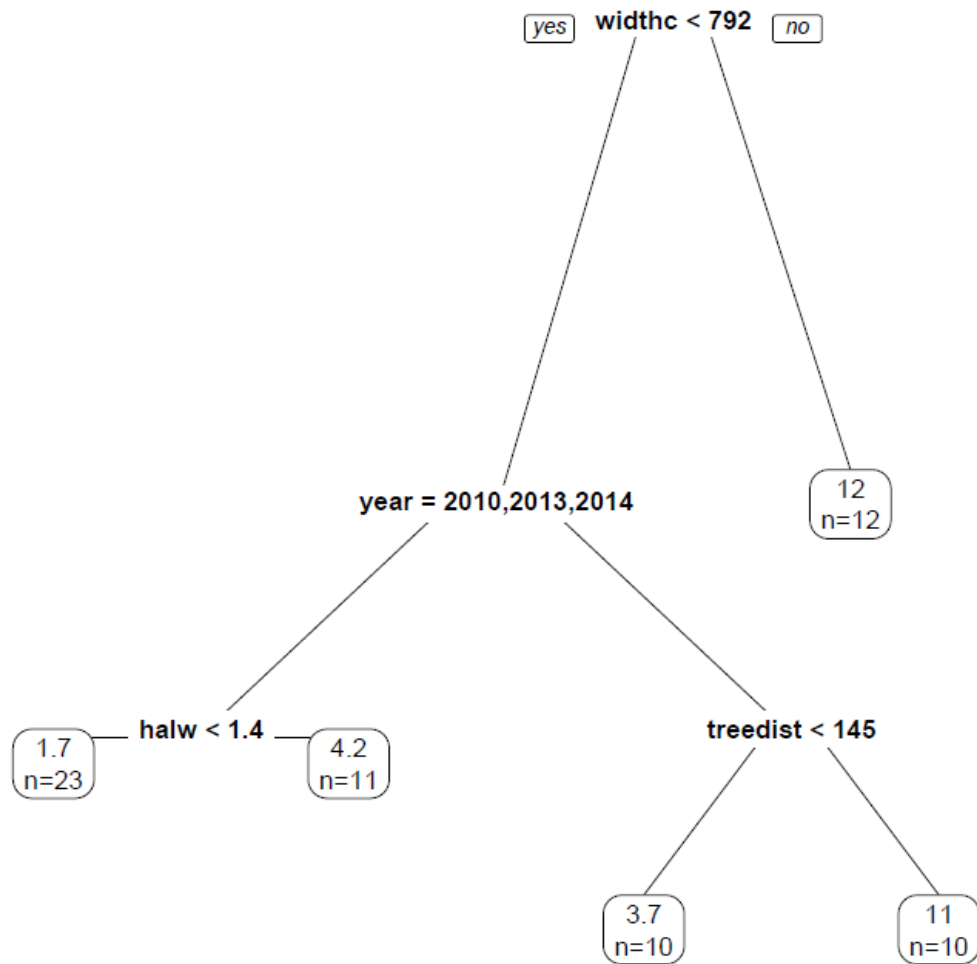 yes widthc < 792 no
12
n=12
year = 2010,2013,2014
1.7
n=23
halw < 1.4
4.2
n=11
treedist < 145
3.7
n=10
11
n=10